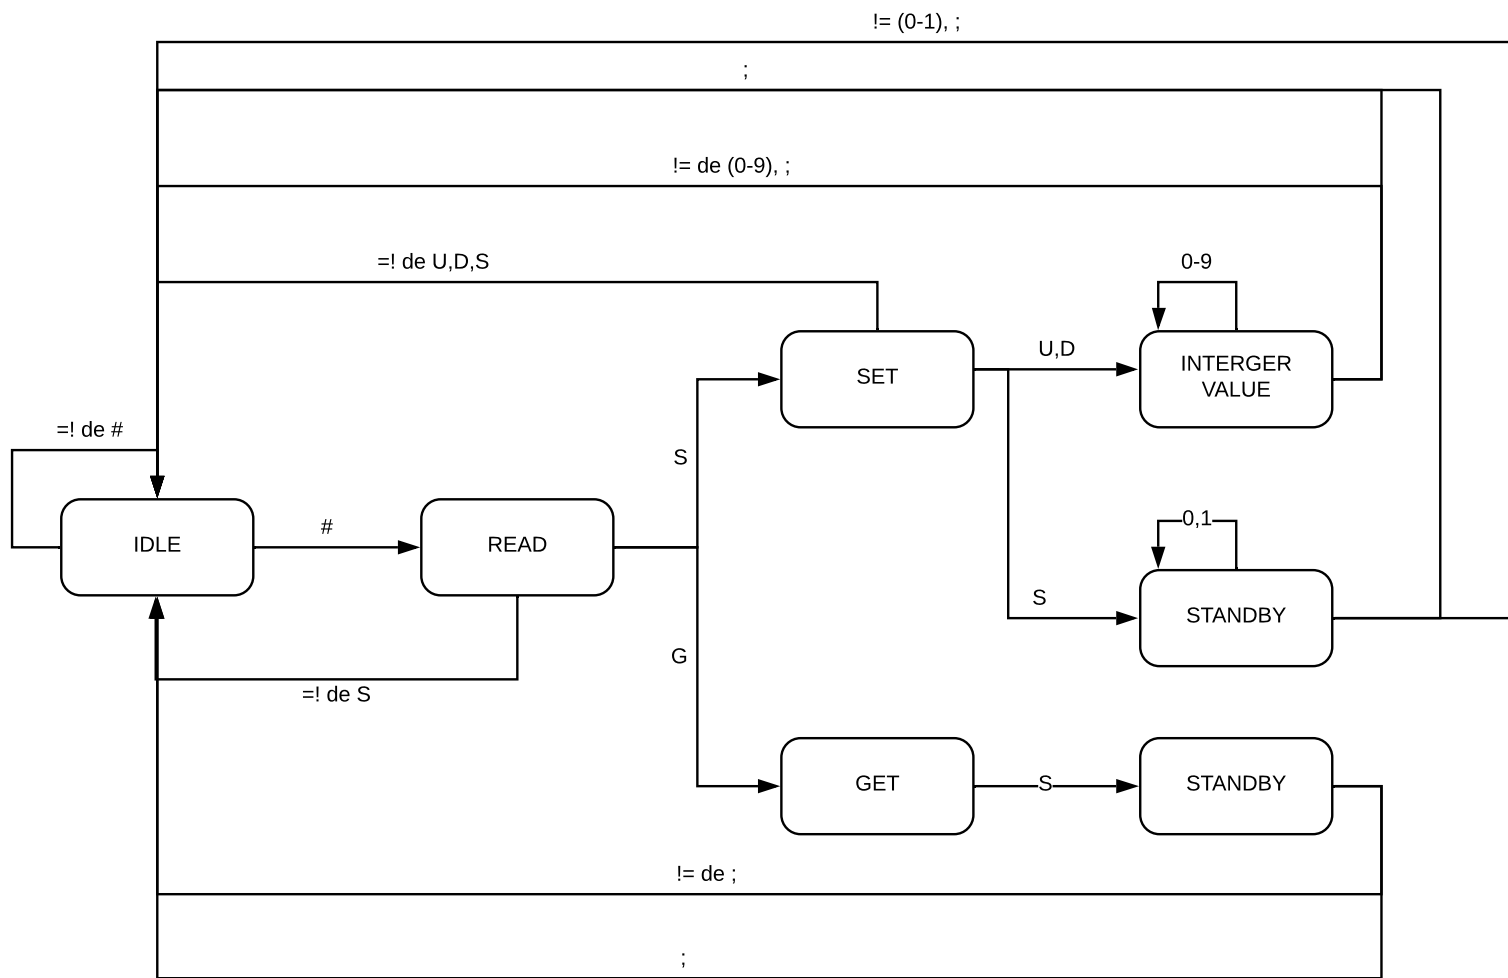 != (0-1), ;
;
!= de (0-9), ;
=! de U,D,S
0-9
U,D
SET
INTERGER
VALUE
=! de #
S
0,1
#
IDLE
READ
S
STANDBY
G
=! de S
GET
S
STANDBY
!= de ;
;